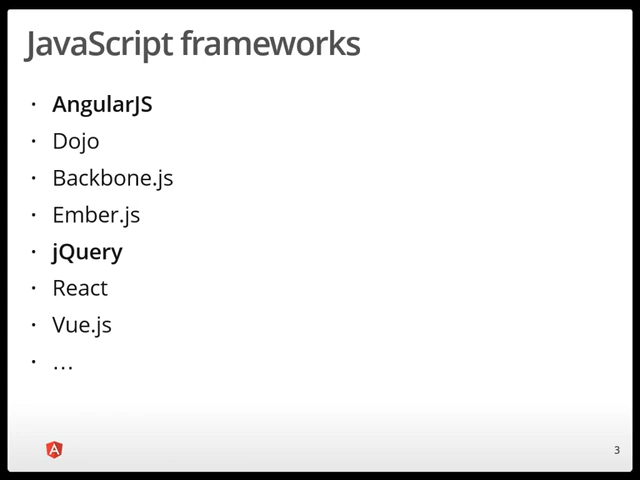 JavaScript frameworks
· AngularJS
· Dojo
· Backbone.js
· Ember.js
· jQuery
· React
· Vue.js
· …
A
3